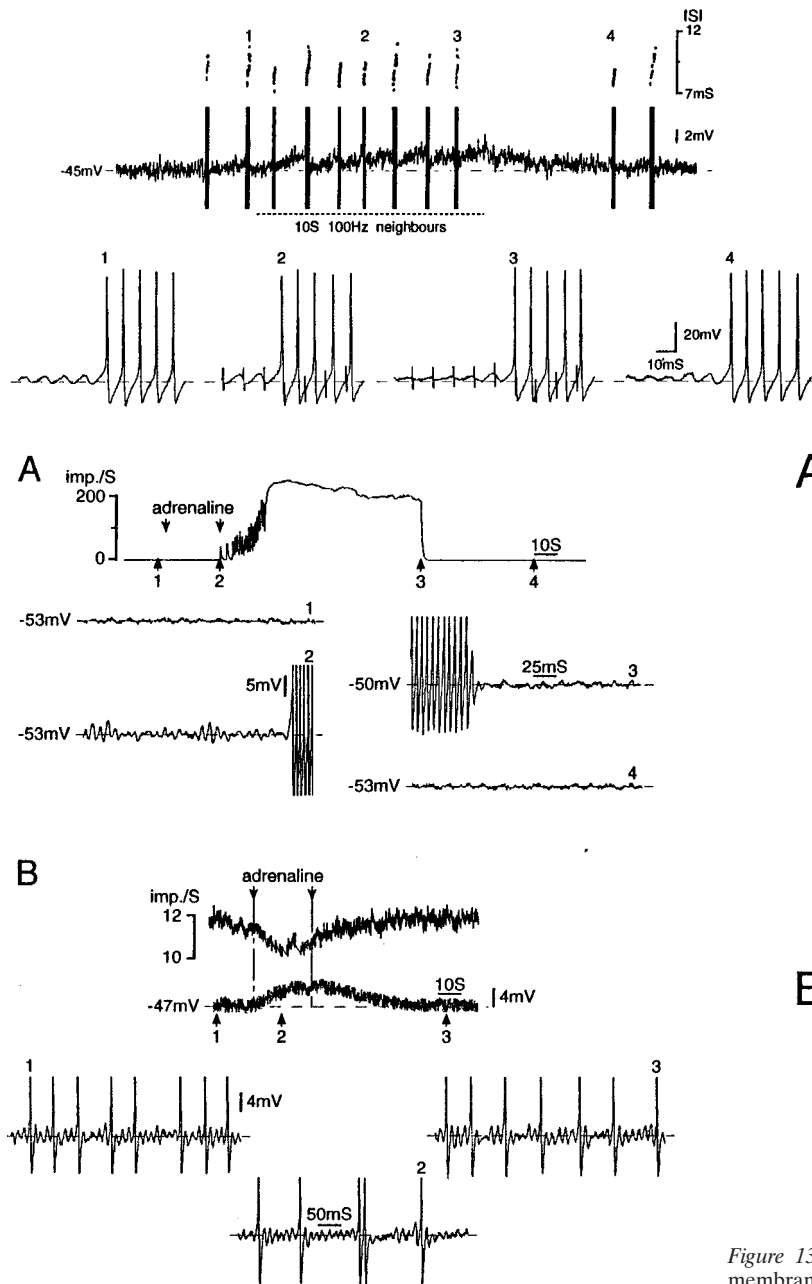 ISI
1 2 3 4 12
7mS
2mV
-45mV
10S 100Hz neighbours
1 2 3 4
20mV
10mS
A
A
imp./S
200
adrenaline
0
10S
1 2 3 4
-53mV 1
2
5mV
-53mV
25mS 3
-50mV
4
-53mV
B
adrenaline
imp./S
12
10
E
10S
-47mV 4mV
1 2 3
1 3
4mV
2
50mS
Figure 13
membran